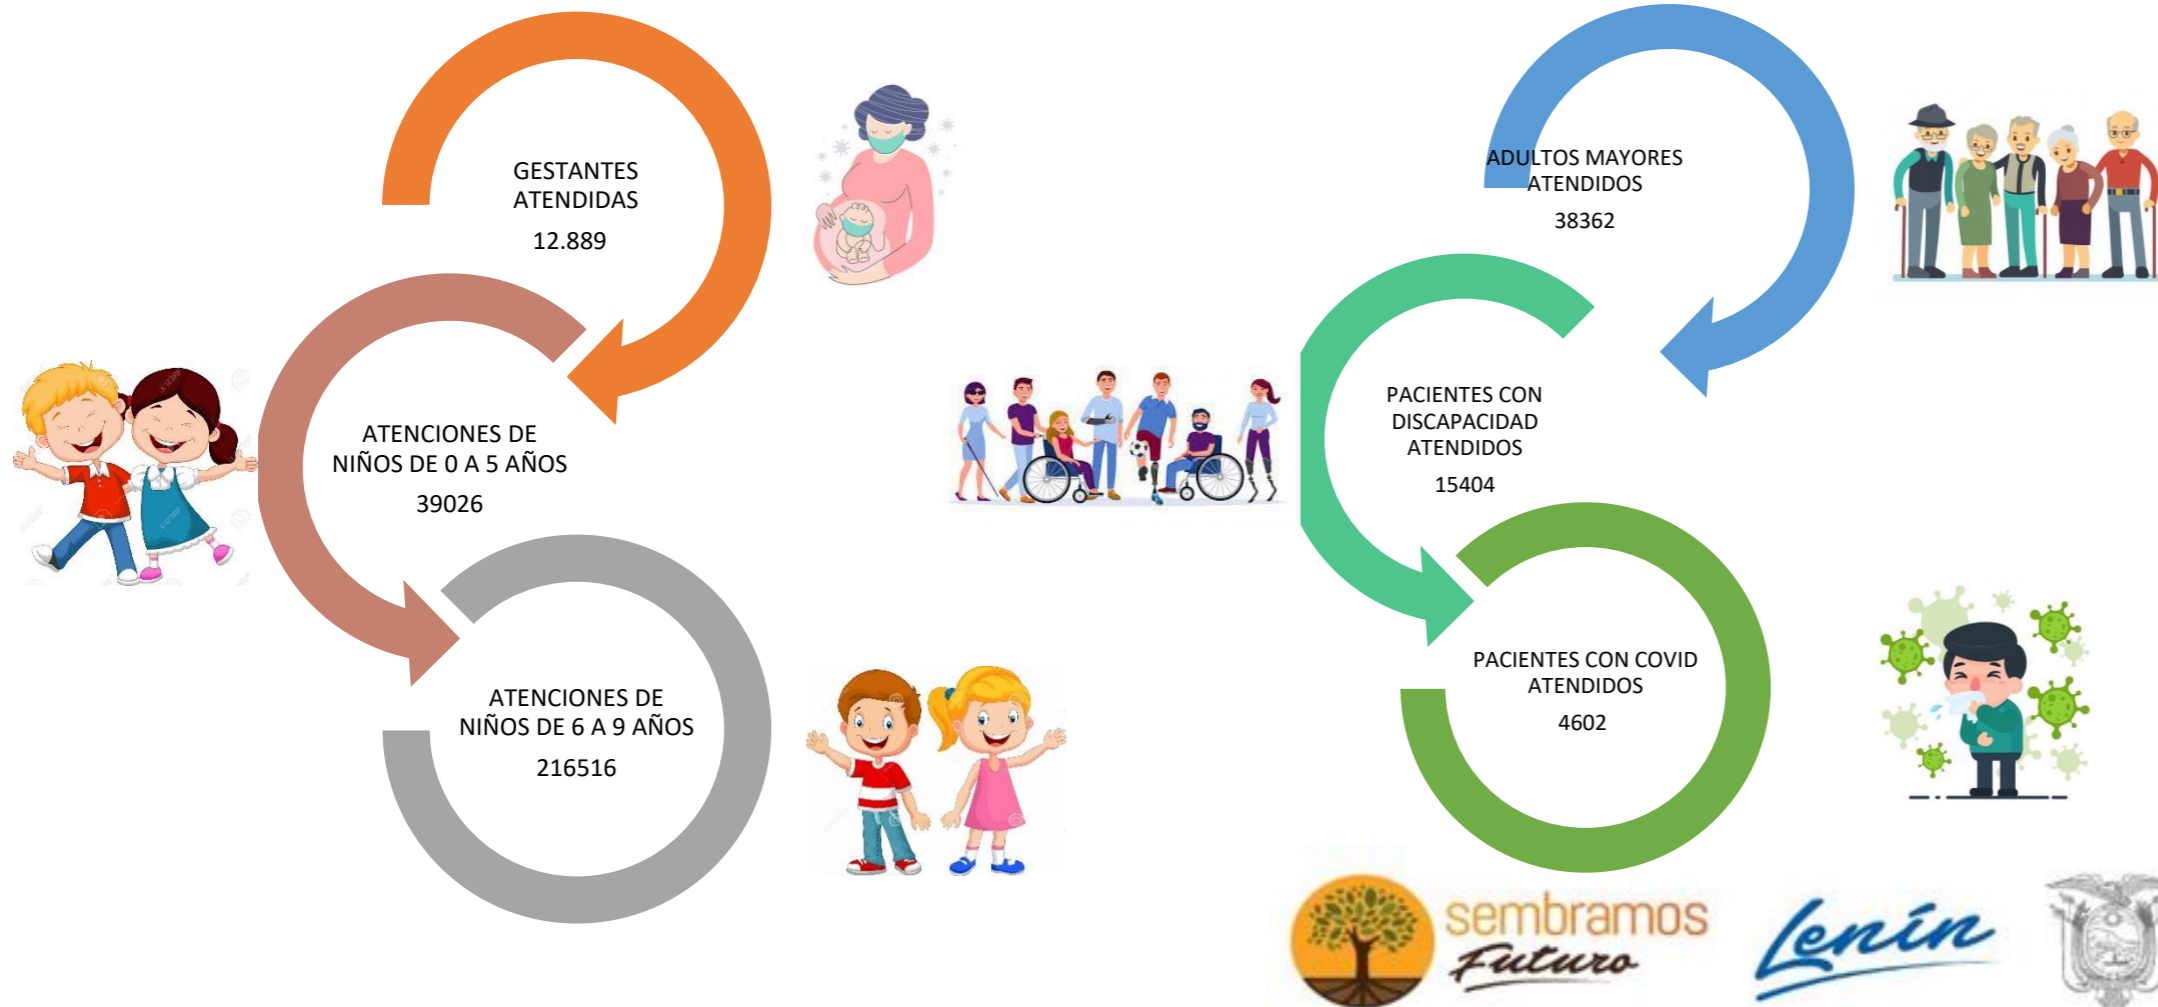 GESTANTES
ATENDIDAS
12.889
ATENCIONES DE
NIÑOS DE 0 A 5 AÑOS
39026
ATENCIONES DE
NIÑOS DE 6 A 9 AÑOS
216516
ADULTOS MAYORES
ATENDIDOS
38362
PACIENTES CON
DISCAPACIDAD
ATENDIDOS
15404
PACIENTES CON COVID
ATENDIDOS
4602
sembramos
Futuro
Lenín